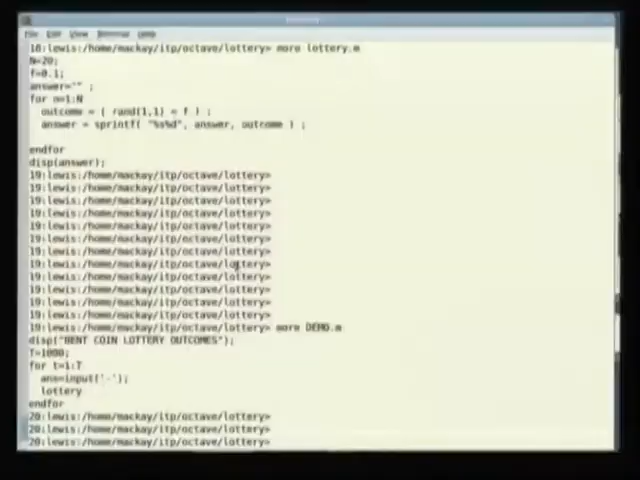 File Edit View Terminal Help
18:lewis:/home/mackay/itp/octave/lottery> more lottery.m
N=20;
f=0.1;
answer="" ;
for n=1:N
outcome = ( rand(1,1) < f ) ;
answer = sprintf( "%s%d", answer, outcome ) ;
endfor
disp(answer);
19:lewis:/home/mackay/itp/octave/lottery>
19:lewis:/home/mackay/itp/octave/lottery>
19:lewis:/home/mackay/itp/octave/lottery>
19:lewis:/home/mackay/itp/octave/lottery>
19:lewis:/home/mackay/itp/octave/lottery>
19:lewis:/home/mackay/itp/octave/lottery>
19:lewis:/home/mackay/itp/octave/lottery>
19:lewis:/home/mackay/itp/octave/lottery>
19:lewis:/home/mackay/itp/octave/lottery>
19:lewis:/home/mackay/itp/octave/lottery>
19:lewis:/home/mackay/itp/octave/lottery>
19:lewis:/home/mackay/itp/octave/lottery>
19:lewis:/home/mackay/itp/octave/lottery> more DEMO.m
disp("BENT COIN LOTTERY OUTCOMES");
T=1000;
for t=1:T
ans=input('-');
lottery
endfor
20:lewis:/home/mackay/itp/octave/lottery>
20:lewis:/home/mackay/itp/octave/lottery>
20:lewis:/home/mackay/itp/octave/lottery>